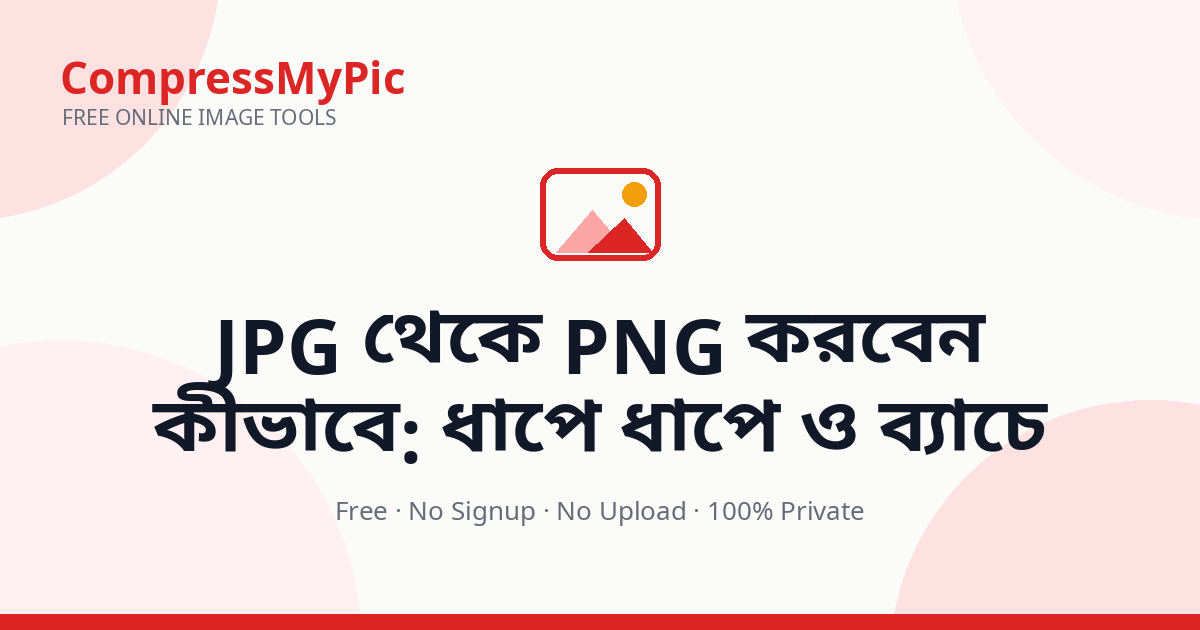 CompressMyPic
FREE ONLINE IMAGE TOOLS
JPG থেকে PNG করবেন
কীভাবে: ধাপে ধাপে ও ব্যাচে
Free · No Signup · No Upload · 100% Private